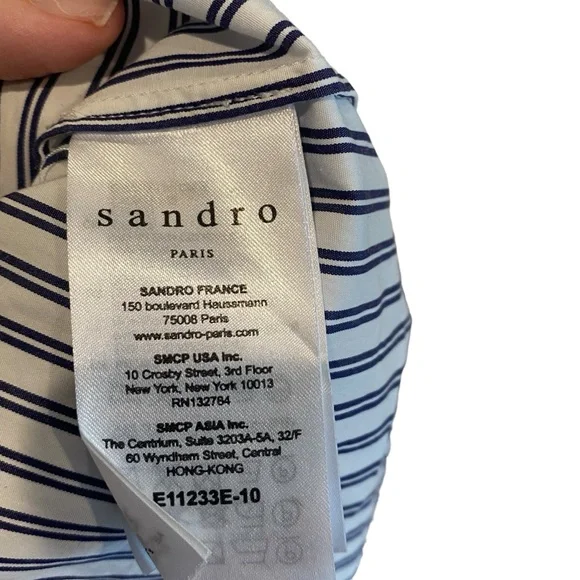 sandro
PARIS
SANDRO FRANCE
150 boulevard Haussmann
75008 Paris
www.sandro-paris.com
SMCP USA Inc.
10 Crosby Street, 3rd Floor
New York, New York 10013
RN132784
SMCP ASIA Inc.
The Centrium, Suite 3203A-5A, 32/F
60 Wyndham Street, Central
HONG-KONG
E11233E-10